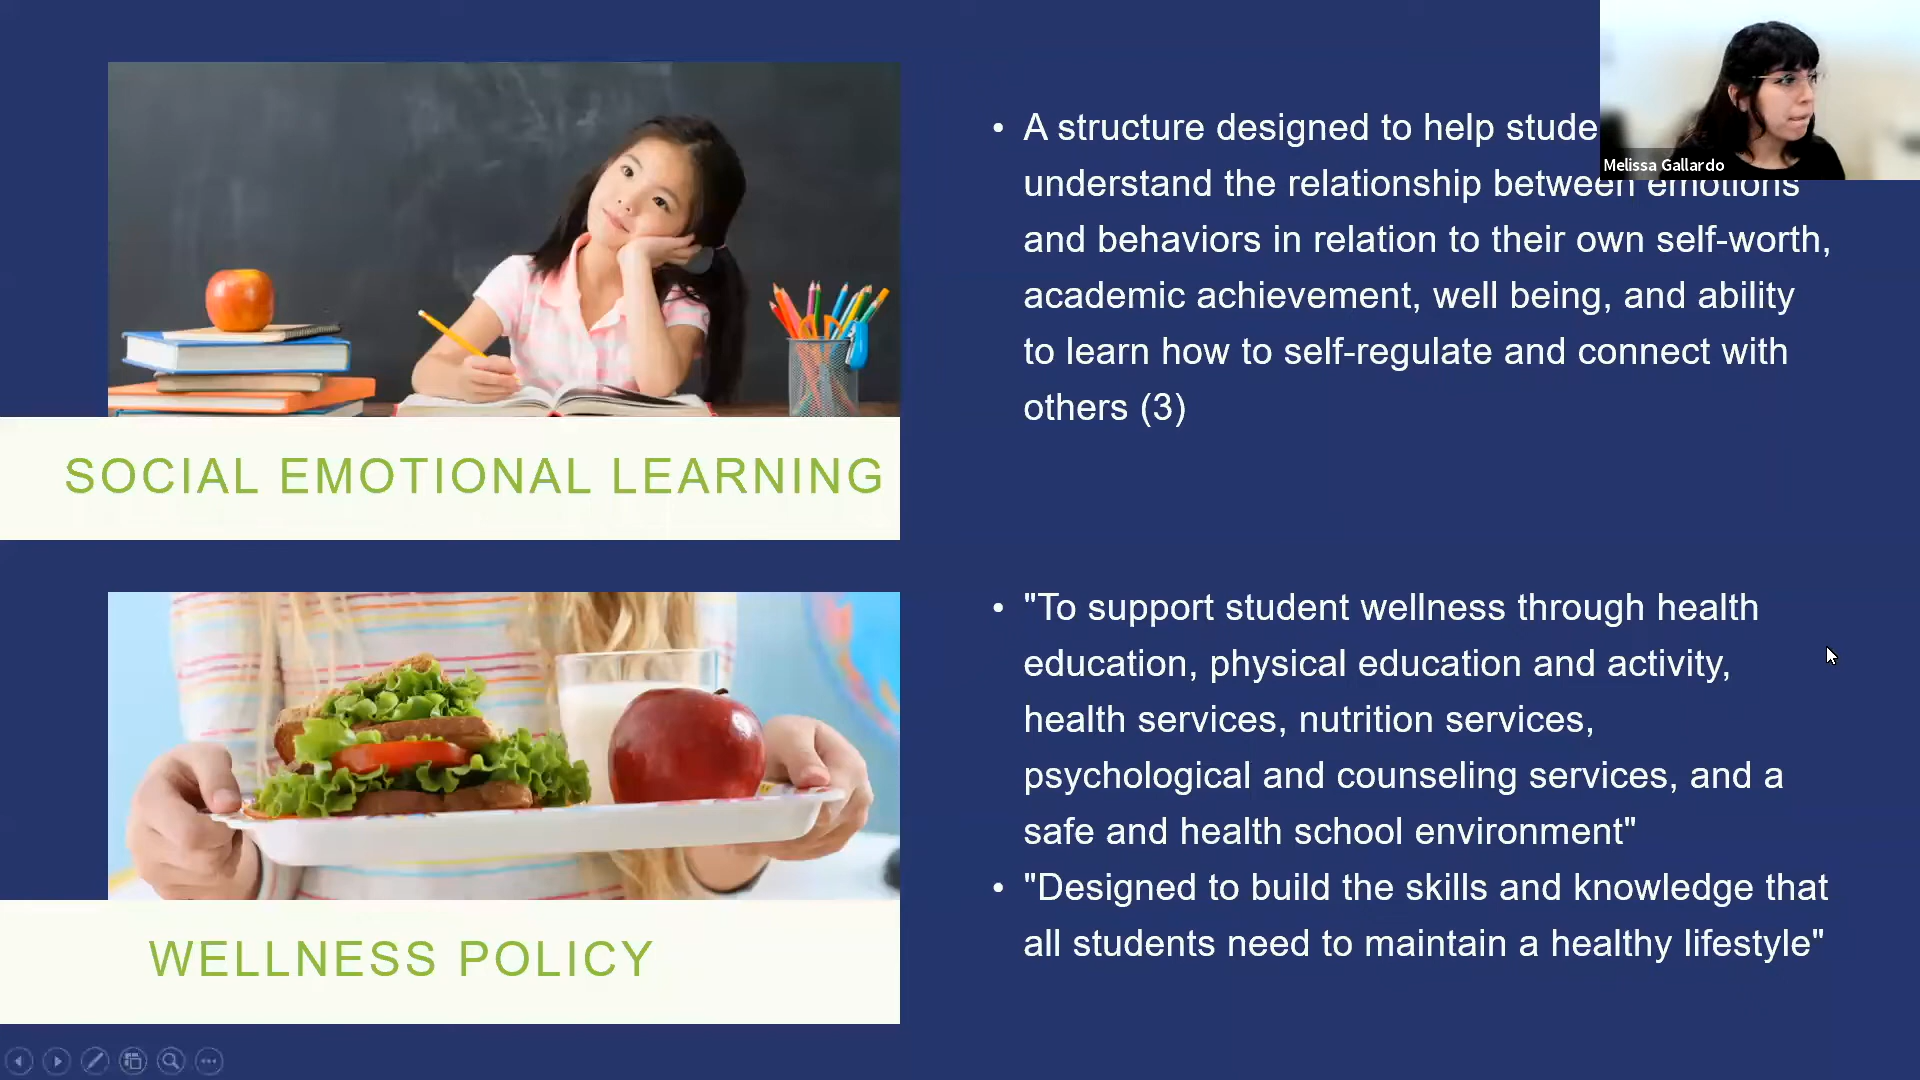 Melissa Gallardo
• A structure designed to help
understand the relationship between emotions
and behaviors in relation to their own self-worth,
academic achievement, well being, and ability
to learn how to self-regulate and connect with
others (3)
SOCIAL EMOTIONAL LEARNING
• "To support student wellness through health
education, physical education and activity,
health services, nutrition services,
psychological and counseling services, and a
safe and health school environment"
• "Designed to build the skills and knowledge that
all students need to maintain a healthy lifestyle"
WELLNESS POLICY